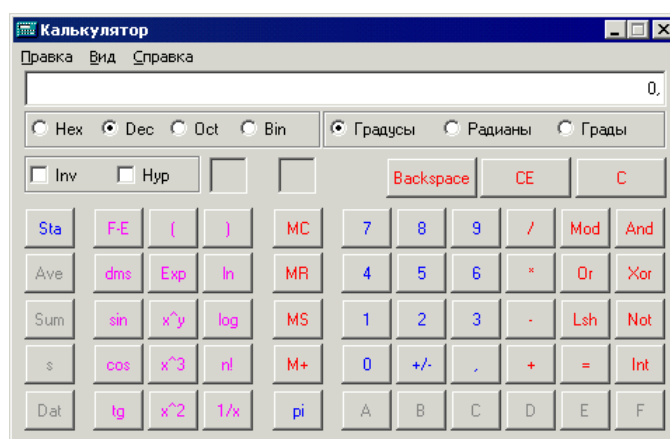 Калькулятор
Правка Вид Справка
0,
Hex Dec Oct Bin Градусы Радианы Грады
Inv Hyp Backspace CE C
Sta F-E ( ) MC 7 8 9 / Mod And
Ave dms Exp ln MR 4 5 6 * Or Xor
Sum sin x^y log MS 1 2 3 - Lsh Not
s cos x^3 n! M+ 0 +/- , + = Int
Dat tg x^2 1/x pi A B C D E F